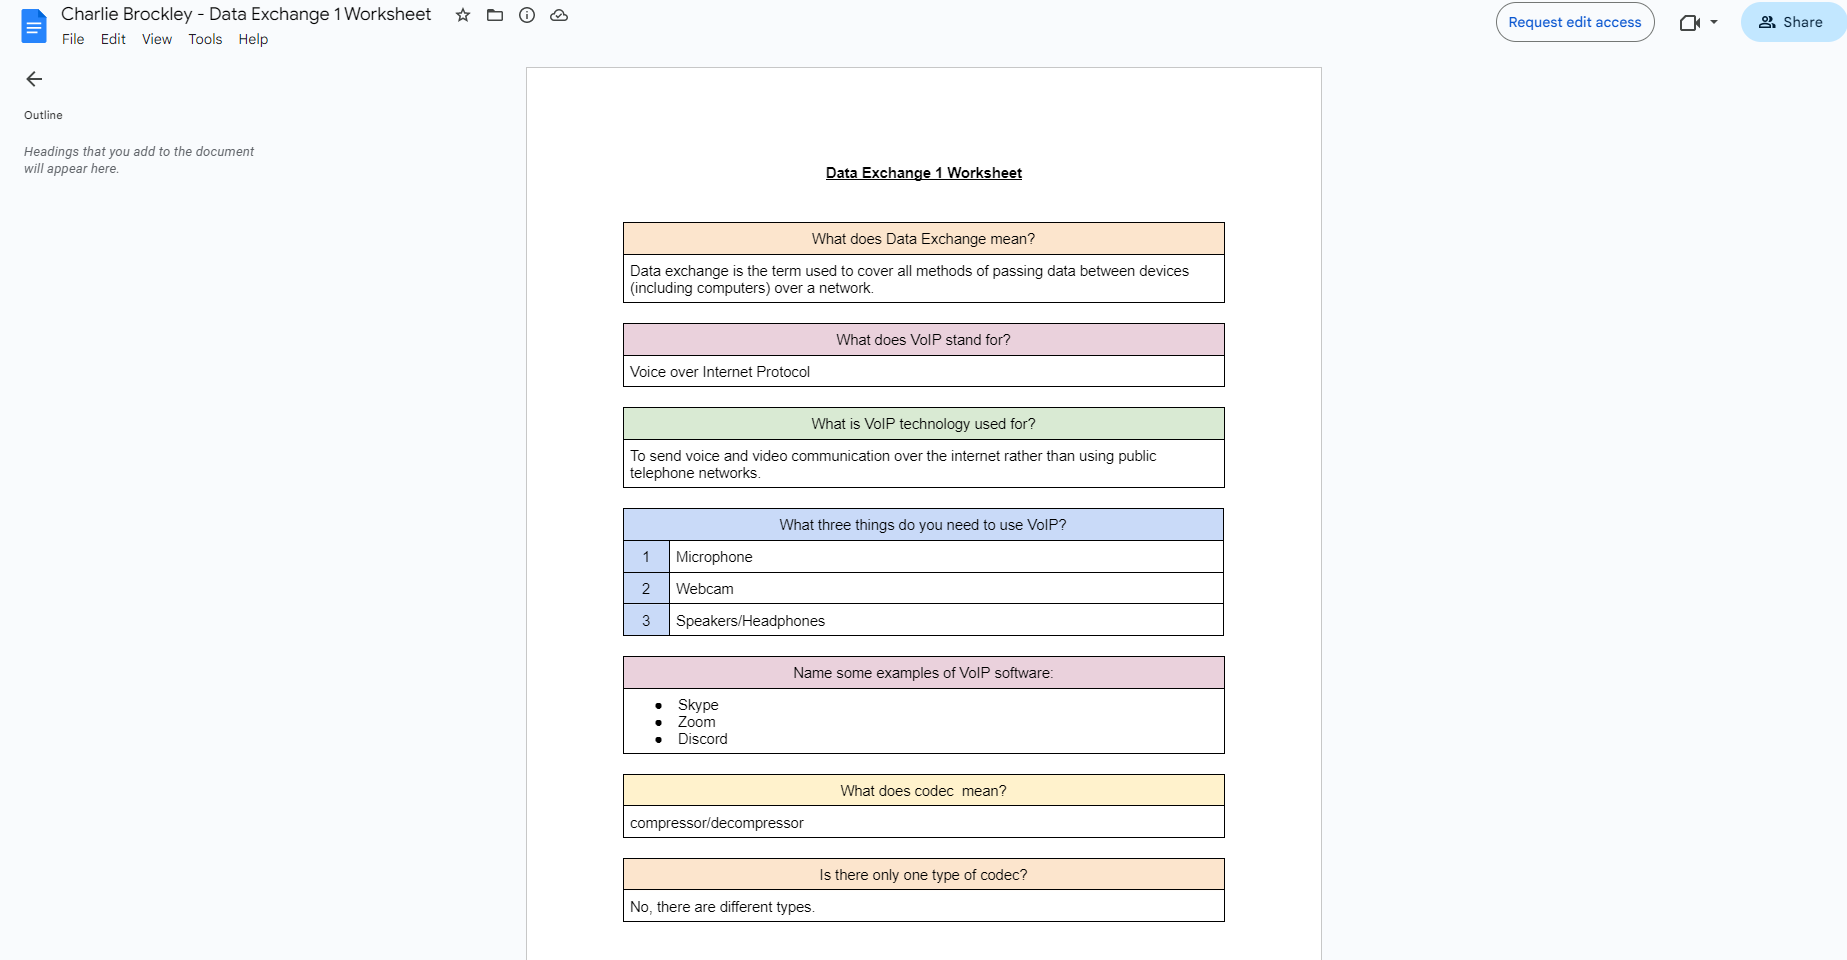 Charlie Brockley - Data Exchange 1 Worksheet
File Edit View Tools Help
Request edit access
Share
Outline
Headings that you add to the document
will appear here.
Data Exchange 1 Worksheet
What does Data Exchange mean?
Data exchange is the term used to cover all methods of passing data between devices
(including computers) over a network.
What does VoIP stand for?
Voice over Internet Protocol
What is VoIP technology used for?
To send voice and video communication over the internet rather than using public
telephone networks.
What three things do you need to use VoIP?
1 Microphone
2 Webcam
3 Speakers/Headphones
Name some examples of VoIP software:
● Skype
● Zoom
● Discord
What does codec  mean?
compressor/decompressor
Is there only one type of codec?
No, there are different types.